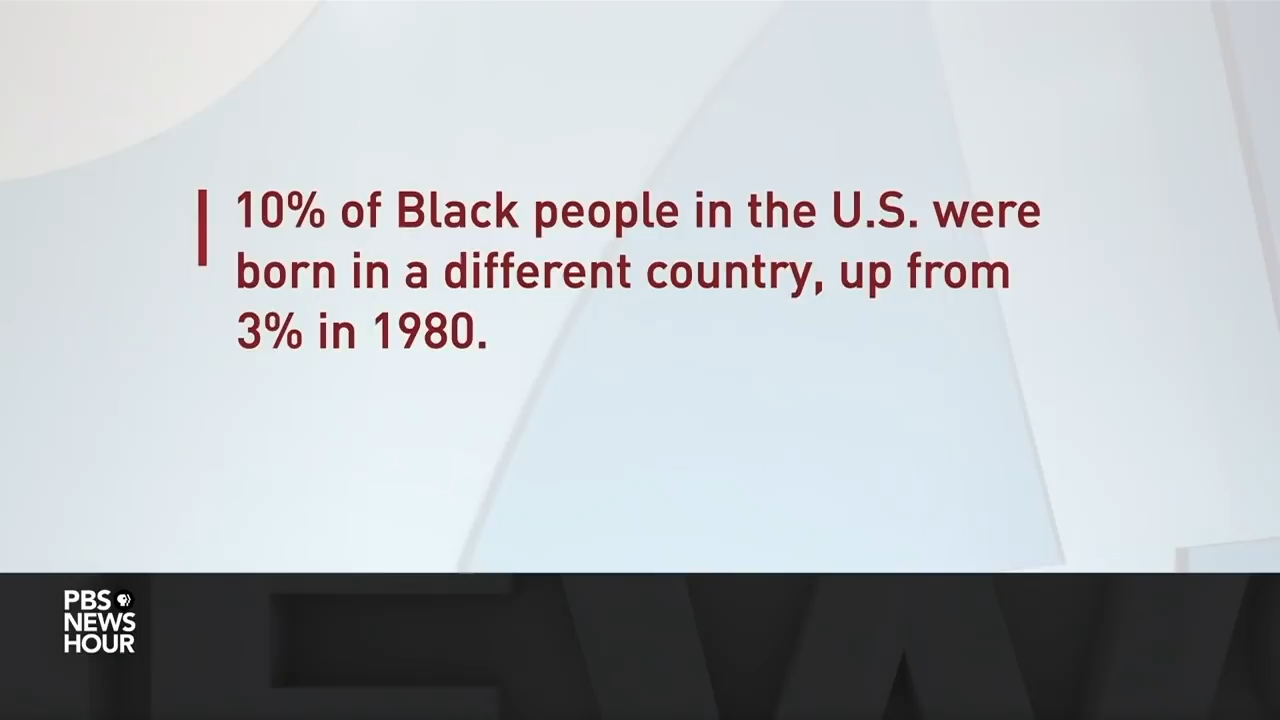 10% of Black people in the U.S. were
born in a different country, up from
3% in 1980.
PBS
NEWS
HOUR